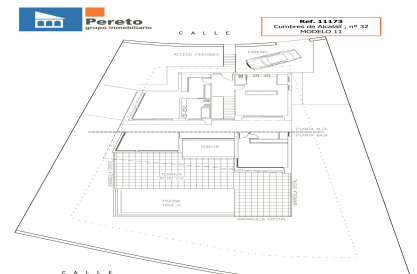 Pereto
grupo inmobiliario
Ref. 11173
Cumbres de Alcalalí , nº 32
MODELO 11
CALLE
ACCESO PEATONES
PARKING
PLANTA ALTA
PLANTA BAJA
PORCHE
TERRAZA
PISCINA
BARANDILLA CRISTAL
CALLE